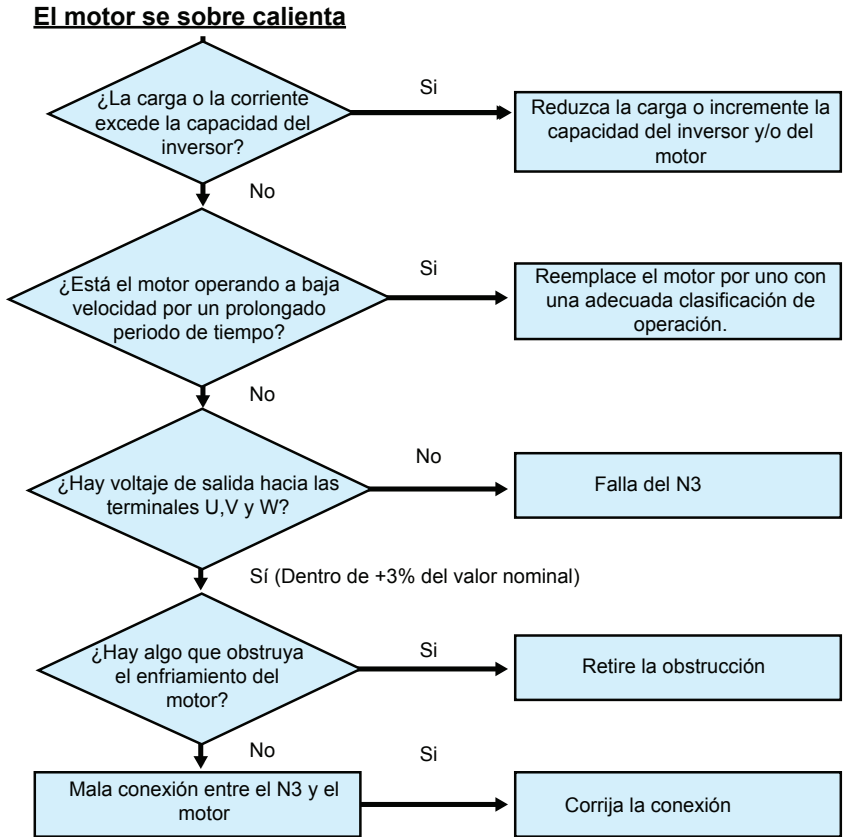 El motor se sobre calienta
¿La carga o la corriente
excede la capacidad del
inversor?
Si
Reduzca la carga o incremente la
capacidad del inversor y/o del
motor
No
¿Está el motor operando a baja
velocidad por un prolongado
periodo de tiempo?
Si
Reemplace el motor por uno con
una adecuada clasificación de
operación.
No
¿Hay voltaje de salida hacia las
terminales U,V y W?
No
Falla del N3
Sí (Dentro de +3% del valor nominal)
¿Hay algo que obstruya
el enfriamiento del
motor?
Si
Retire la obstrucción
No
Mala conexión entre el N3 y el
motor
Si
Corrija la conexión